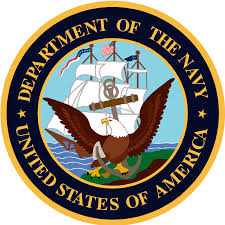 DEPARTMENT OF THE NAVY
UNITED STATES OF AMERICA